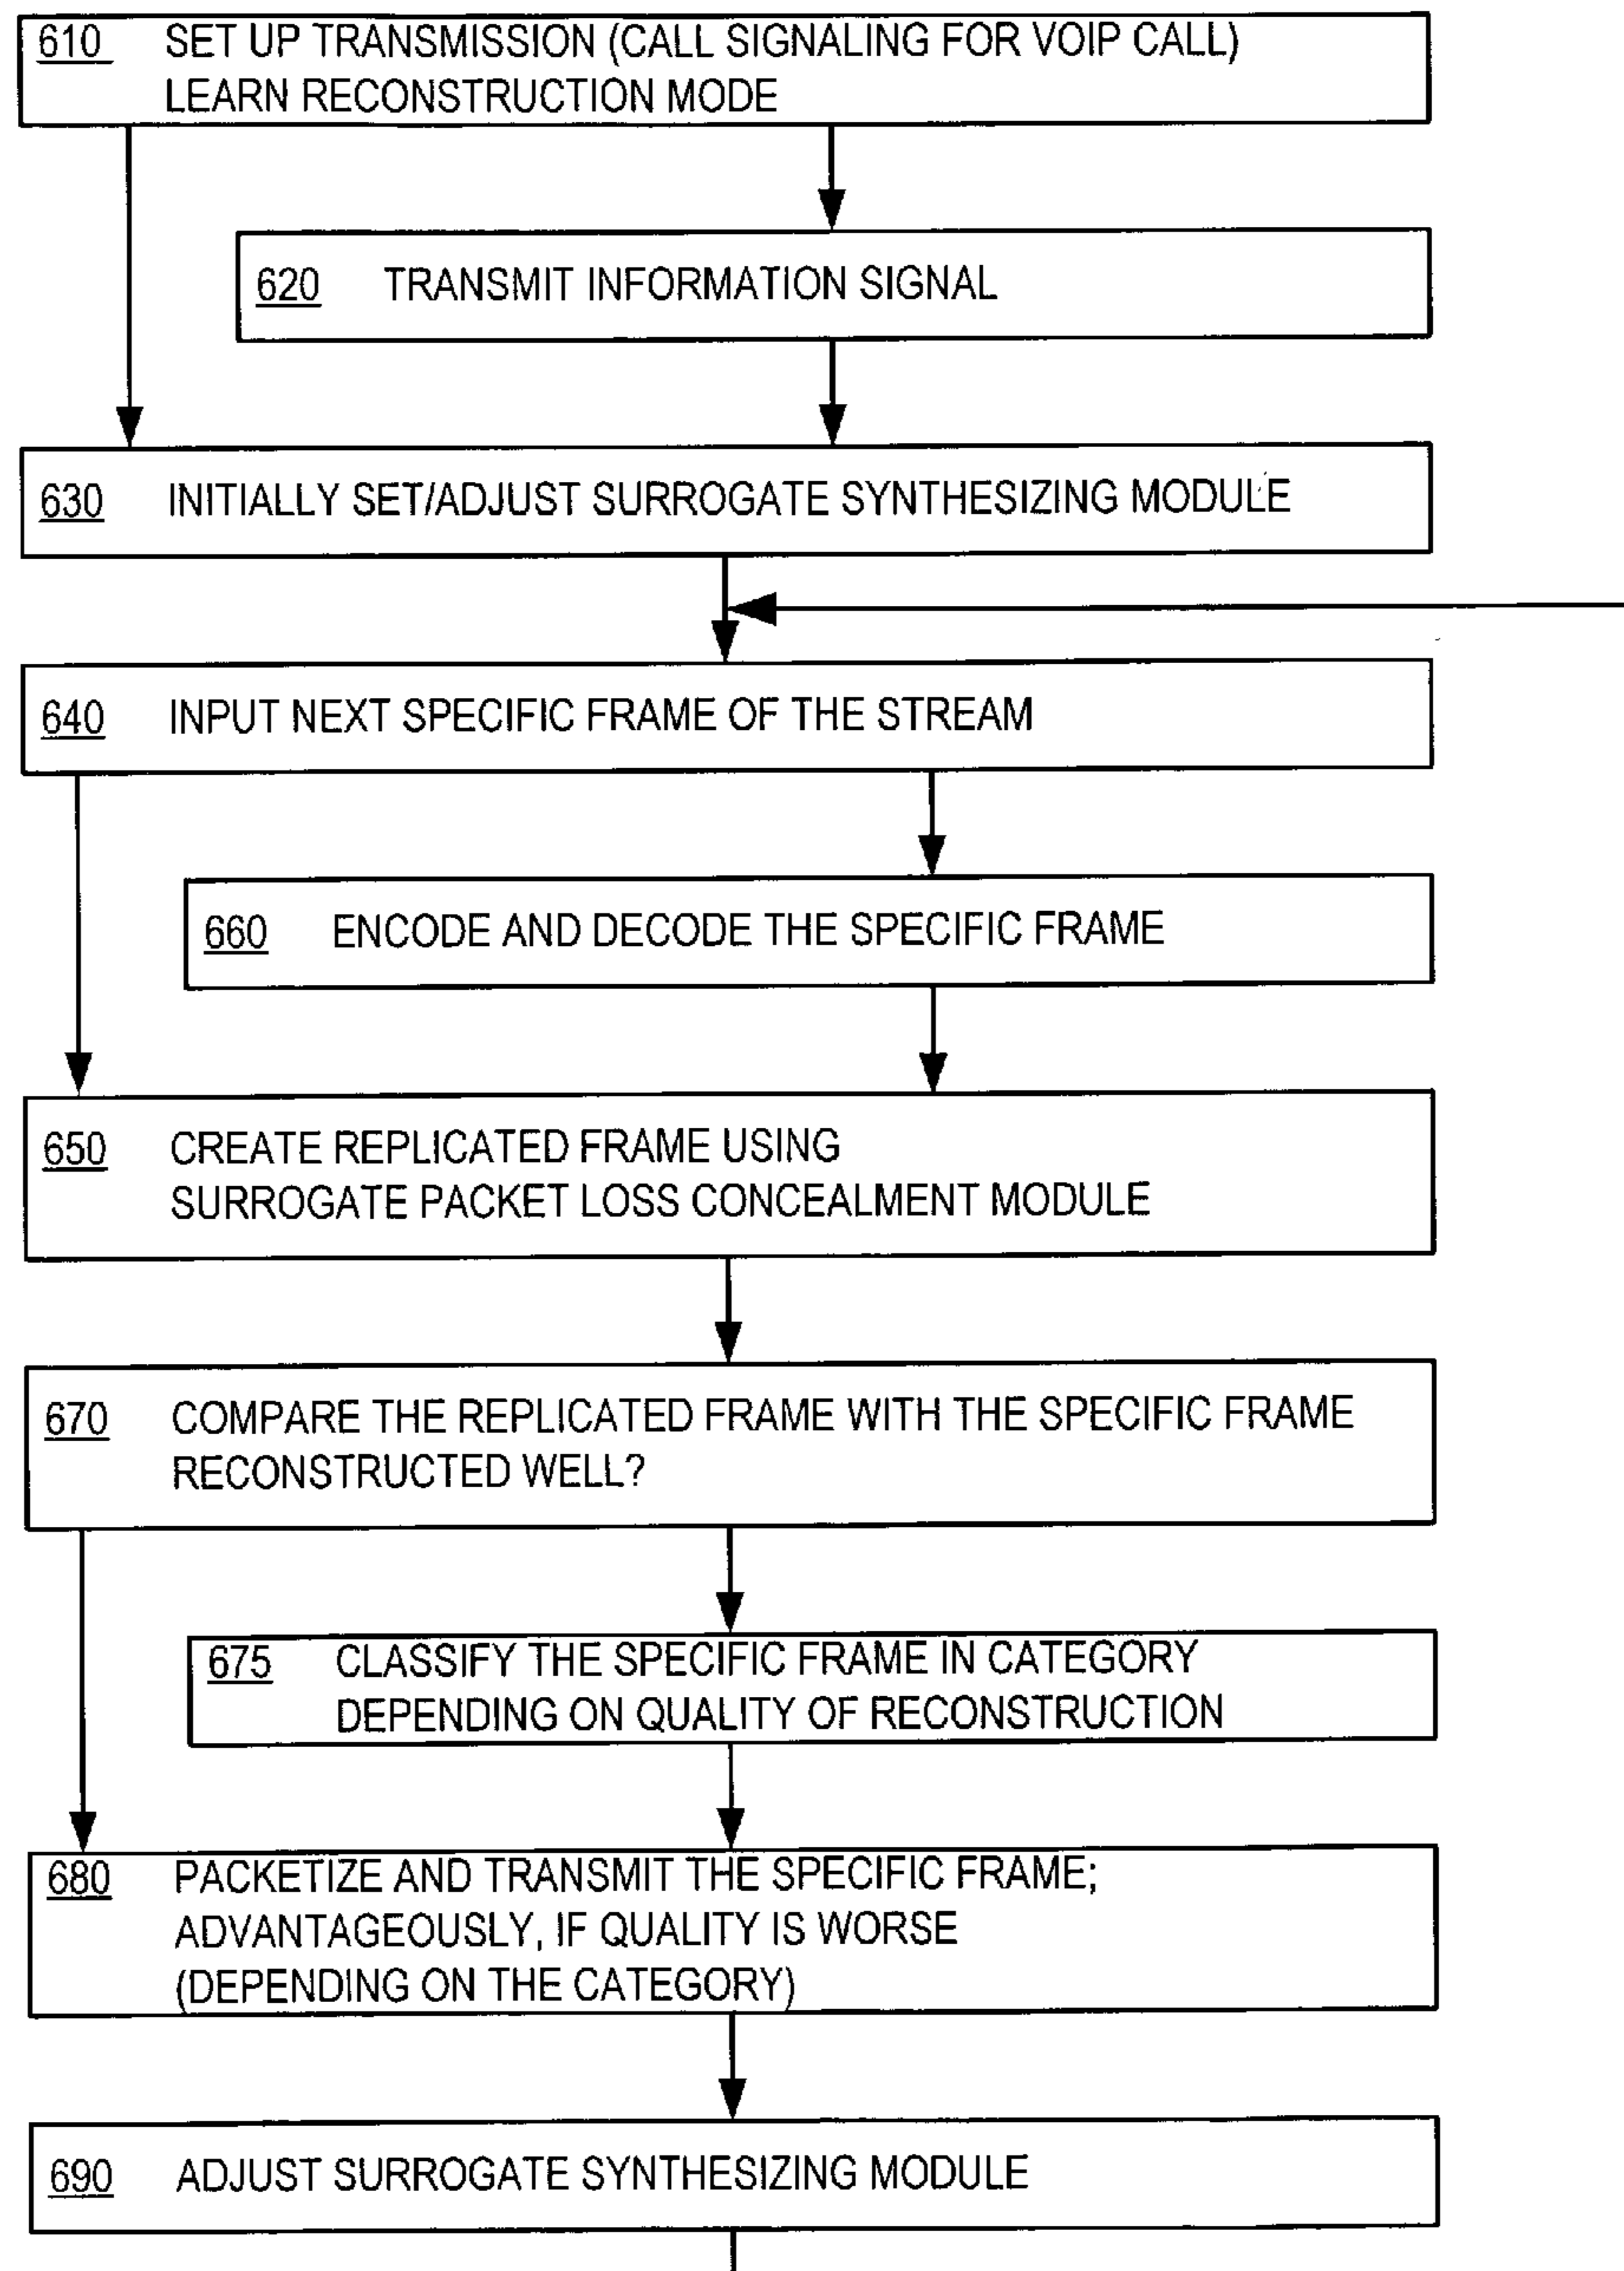 610 SET UP TRANSMISSION (CALL SIGNALING FOR VOIP CALL)
LEARN RECONSTRUCTION MODE
620 TRANSMIT INFORMATION SIGNAL
630 INITIALLY SET/ADJUST SURROGATE SYNTHESIZING MODULE
640 INPUT NEXT SPECIFIC FRAME OF THE STREAM
660 ENCODE AND DECODE THE SPECIFIC FRAME
650 CREATE REPLICATED FRAME USING
SURROGATE PACKET LOSS CONCEALMENT MODULE
670 COMPARE THE REPLICATED FRAME WITH THE SPECIFIC FRAME
RECONSTRUCTED WELL?
675 CLASSIFY THE SPECIFIC FRAME IN CATEGORY
DEPENDING ON QUALITY OF RECONSTRUCTION
680 PACKETIZE AND TRANSMIT THE SPECIFIC FRAME;
ADVANTAGEOUSLY, IF QUALITY IS WORSE
(DEPENDING ON THE CATEGORY)
690 ADJUST SURROGATE SYNTHESIZING MODULE